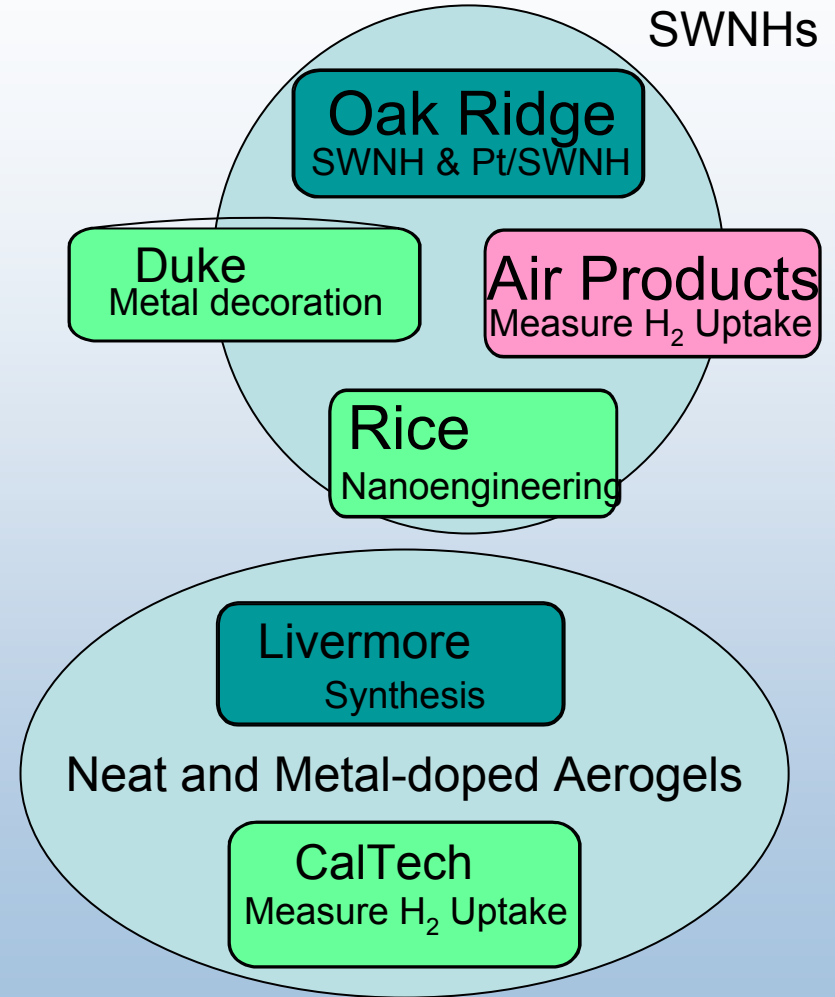 SWNHs
Oak Ridge
SWNH & Pt/SWNH
Duke
Metal decoration
Air Products
Measure H₂ Uptake
Rice
Nanoengineering
Livermore
Synthesis
Neat and Metal-doped Aerogels
CalTech
Measure H₂ Uptake